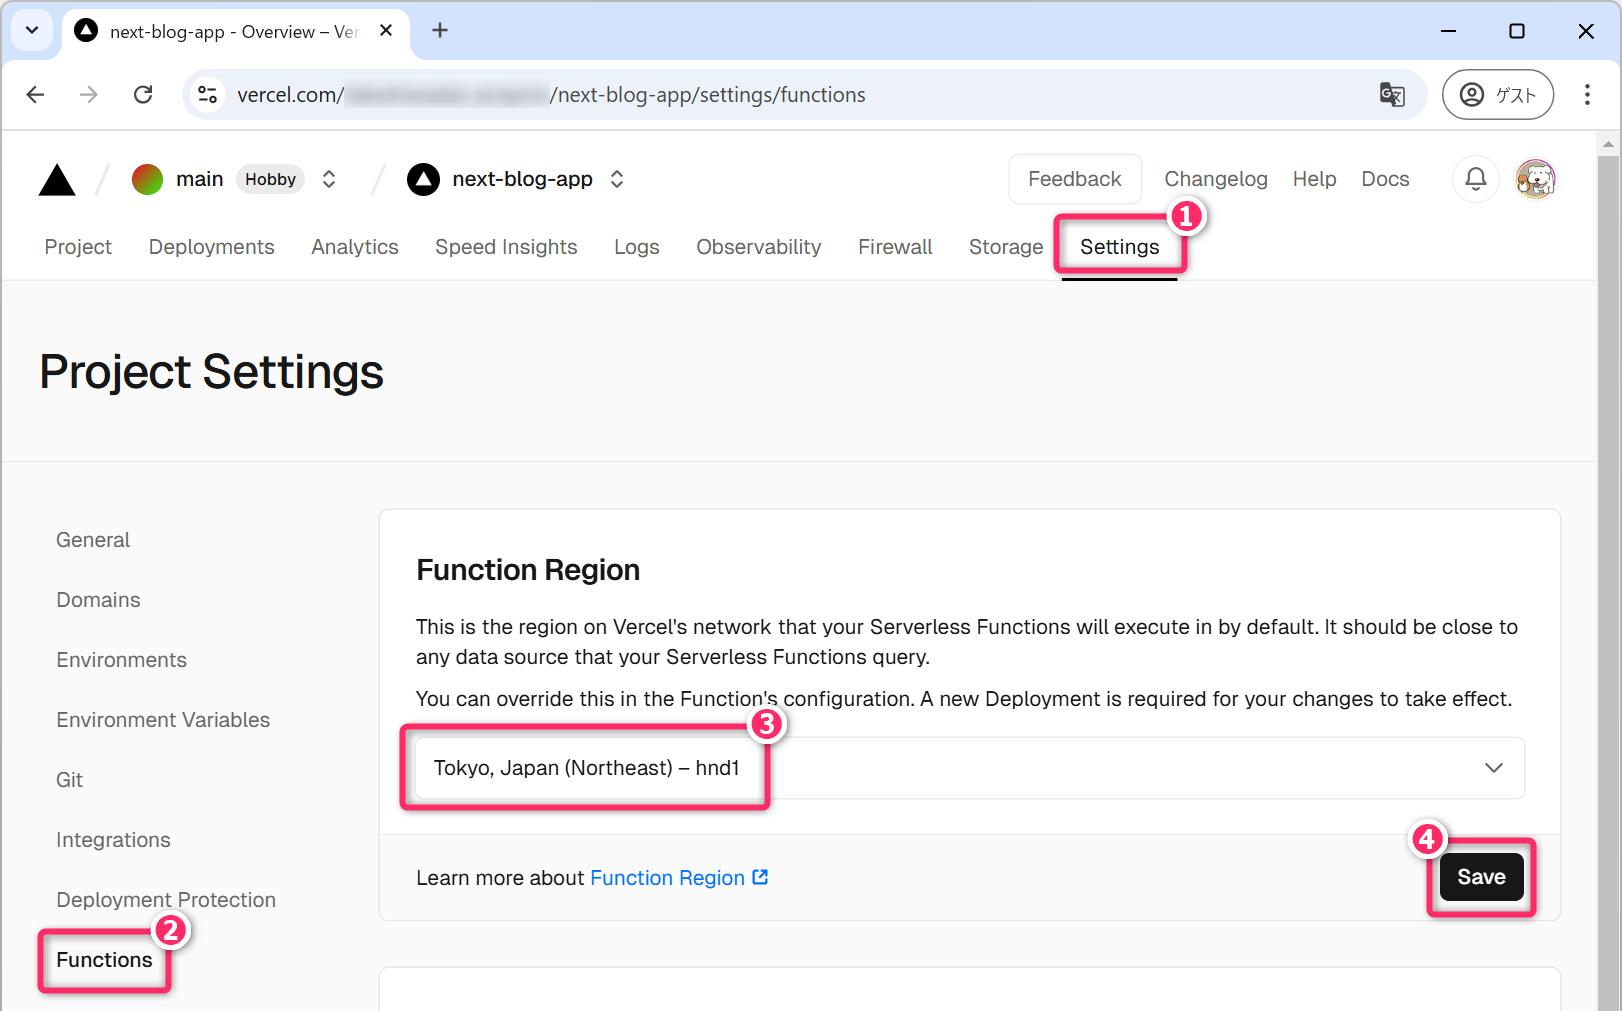 next-blog-app - Overview – Ver
vercel.com/
/next-blog-app/settings/functions
ゲスト
main Hobby
next-blog-app
Feedback
Changelog
Help
Docs
Project
Deployments
Analytics
Speed Insights
Logs
Observability
Firewall
Storage
Settings
1
Project Settings
General
Domains
Environments
Environment Variables
Git
Integrations
Deployment Protection
2
Functions
Function Region
This is the region on Vercel's network that your Serverless Functions will execute in by default. It should be close to
any data source that your Serverless Functions query.
You can override this in the Function's configuration. A new Deployment is required for your changes to take effect.
3
Tokyo, Japan (Northeast) – hnd1
Learn more about Function Region
4
Save